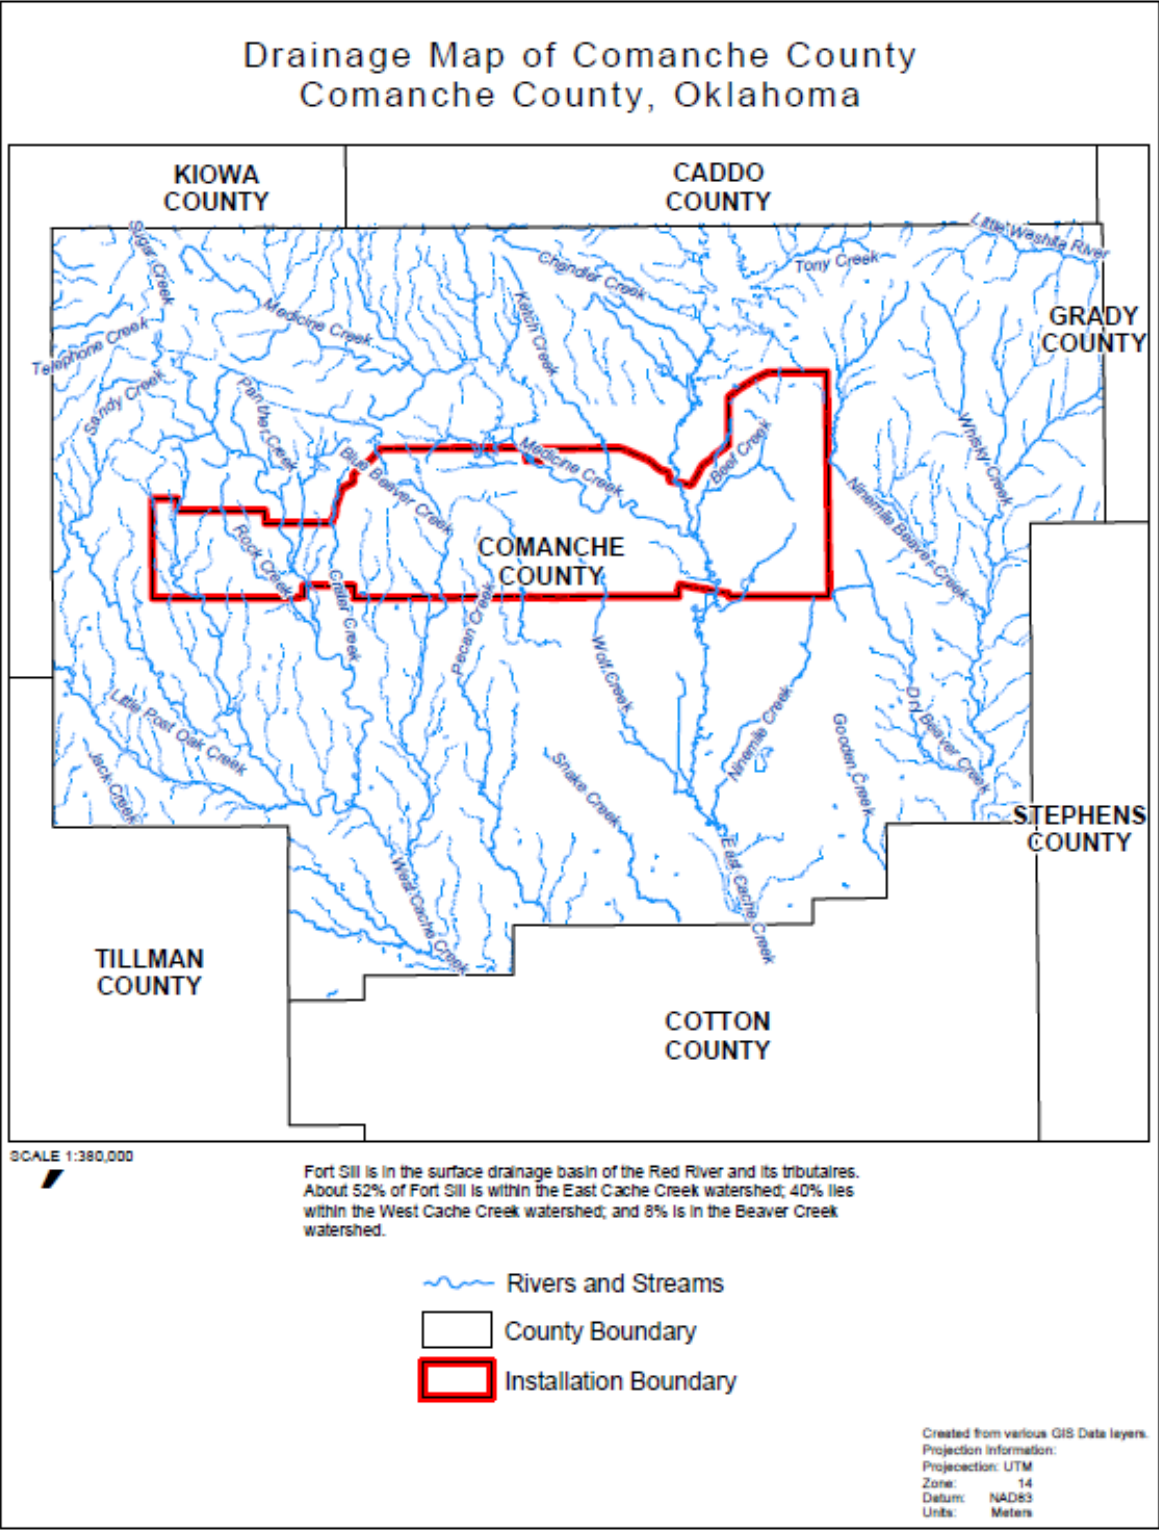 Drainage Map of Comanche County
Comanche County, Oklahoma
KIOWA
COUNTY
CADDO
COUNTY
Little Washita River
Sugar Creek
Chandler Creek
Tony Creek
Medicine Creek
Ketch Creek
GRADY
COUNTY
Telephone Creek
Sandy Creek
Panther Creek
Whisky Creek
Blue Beaver Creek
Medicine Creek
Beef Creek
Ninemile Beaver Creek
Rock Creek
COMANCHE
COUNTY
Crater Creek
Pecan Creek
Wolf Creek
Little Post Oak Creek
Ninemile Creek
Gooden Creek
Dry Beaver Creek
Jack Creek
Snake Creek
STEPHENS
COUNTY
West Cache Creek
East Cache Creek
TILLMAN
COUNTY
COTTON
COUNTY
SCALE 1:380,000
Fort Sill is in the surface drainage basin of the Red River and its tributaires.
About 52% of Fort Sill is within the East Cache Creek watershed; 40% lies
within the West Cache Creek watershed; and 8% is in the Beaver Creek
watershed.
Rivers and Streams
County Boundary
Installation Boundary
Created from various GIS Data layers.
Projection Information:
Projecection: UTM
Zone: 14
Datum: NAD83
Units: Meters